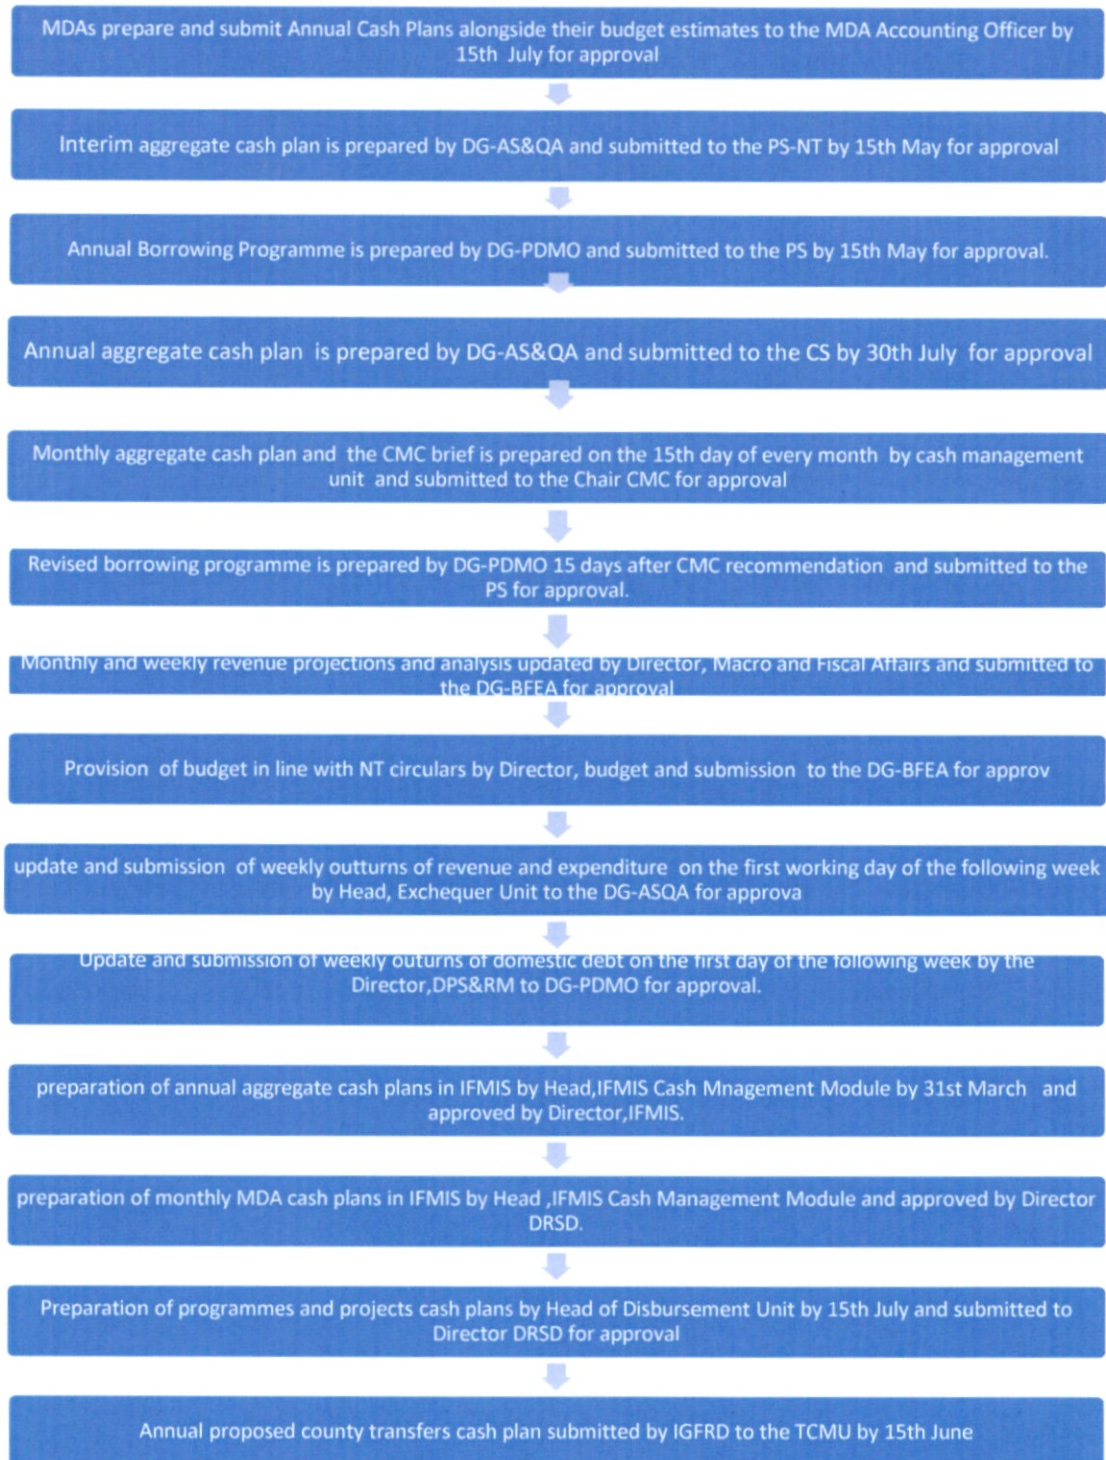 MDAs prepare and submit Annual Cash Plans alongside their budget estimates to the MDA Accounting Officer by
15th July for approval
Interim aggregate cash plan is prepared by DG-AS&QA and submitted to the PS-NT by 15th May for approval
Annual Borrowing Programme is prepared by DG-PDMO and submitted to the PS by 15th May for approval.
Annual aggregate cash plan is prepared by DG-AS&QA and submitted to the CS by 30th July for approval
Monthly aggregate cash plan and the CMC brief is prepared on the 15th day of every month by cash management
unit and submitted to the Chair CMC for approval
Revised borrowing programme is prepared by DG-PDMO 15 days after CMC recommendation and submitted to the
PS for approval.
Monthly and weekly revenue projections and analysis updated by Director, Macro and Fiscal Affairs and submitted to
the DG-BFEA for approval
Provision of budget in line with NT circulars by Director, budget and submission to the DG-BFEA for approv
update and submission of weekly outturns of revenue and expenditure on the first working day of the following week
by Head, Exchequer Unit to the DG-ASQA for approva
Update and submission of weekly outurns of domestic debt on the first day of the following week by the
Director,DPS&RM to DG-PDMO for approval.
preparation of annual aggregate cash plans in IFMIS by Head,IFMIS Cash Mnagement Module by 31st March and
approved by Director,IFMIS.
preparation of monthly MDA cash plans in IFMIS by Head ,IFMIS Cash Management Module and approved by Director
DRSD.
Preparation of programmes and projects cash plans by Head of Disbursement Unit by 15th July and submitted to
Director DRSD for approval
Annual proposed county transfers cash plan submitted by IGFRD to the TCMU by 15th June